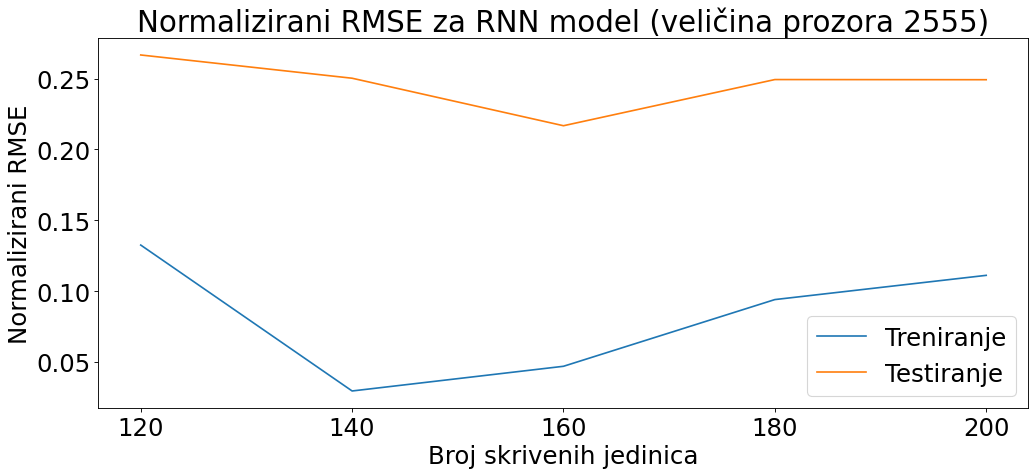 Normalizirani RMSE za RNN model (veličina prozora 2555)
Normalizirani RMSE
0.25
0.20
0.15
0.10
0.05
Treniranje
Testiranje
120 140 160 180 200
Broj skrivenih jedinica